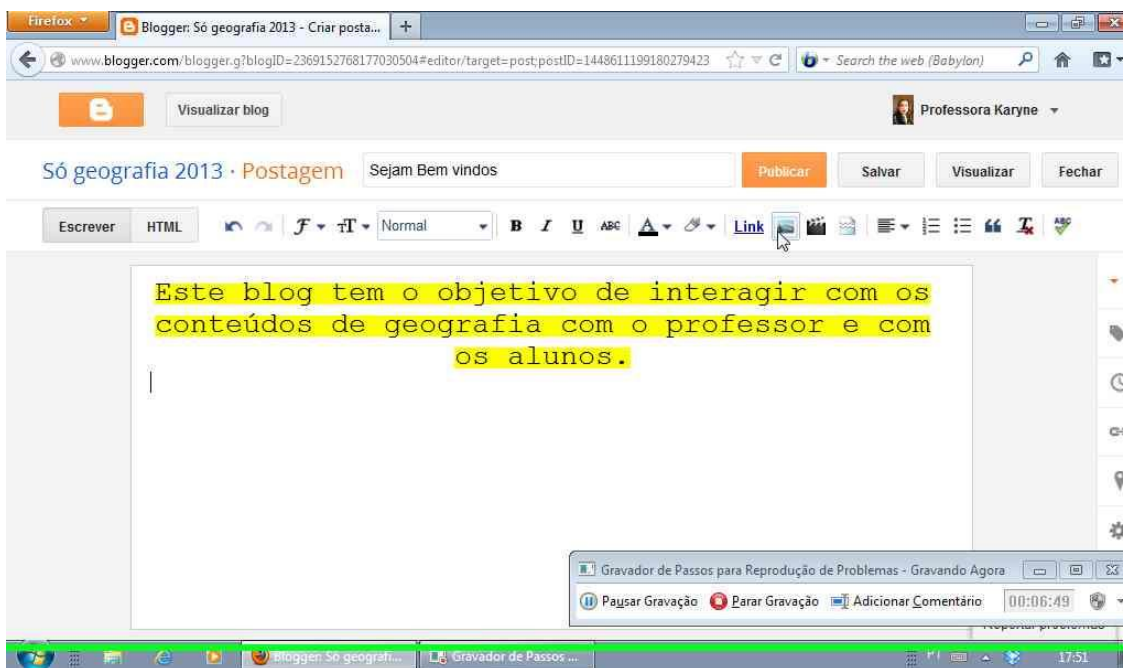 Firefox
Blogger: Só geografia 2013 - Criar posta...
www.blogger.com/blogger.g?blogID=2369152768177030504#editor/target=post;postID=1448611199180279423
Search the web (Babylon)
Visualizar blog
Professora Karyne
Só geografia 2013 · Postagem
Sejam Bem vindos
Publicar Salvar Visualizar Fechar
Escrever HTML Normal B I U ABC A Link ABC
Este blog tem o objetivo de interagir com os
conteúdos de geografia com o professor e com
os alunos.
Gravador de Passos para Reprodução de Problemas - Gravando Agora
Pausar Gravação Parar Gravação Adicionar Comentário 00:06:49
Blogger: Só geografi... Gravador de Passos ... PT 17:51